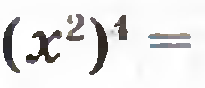 (x²)⁴ =